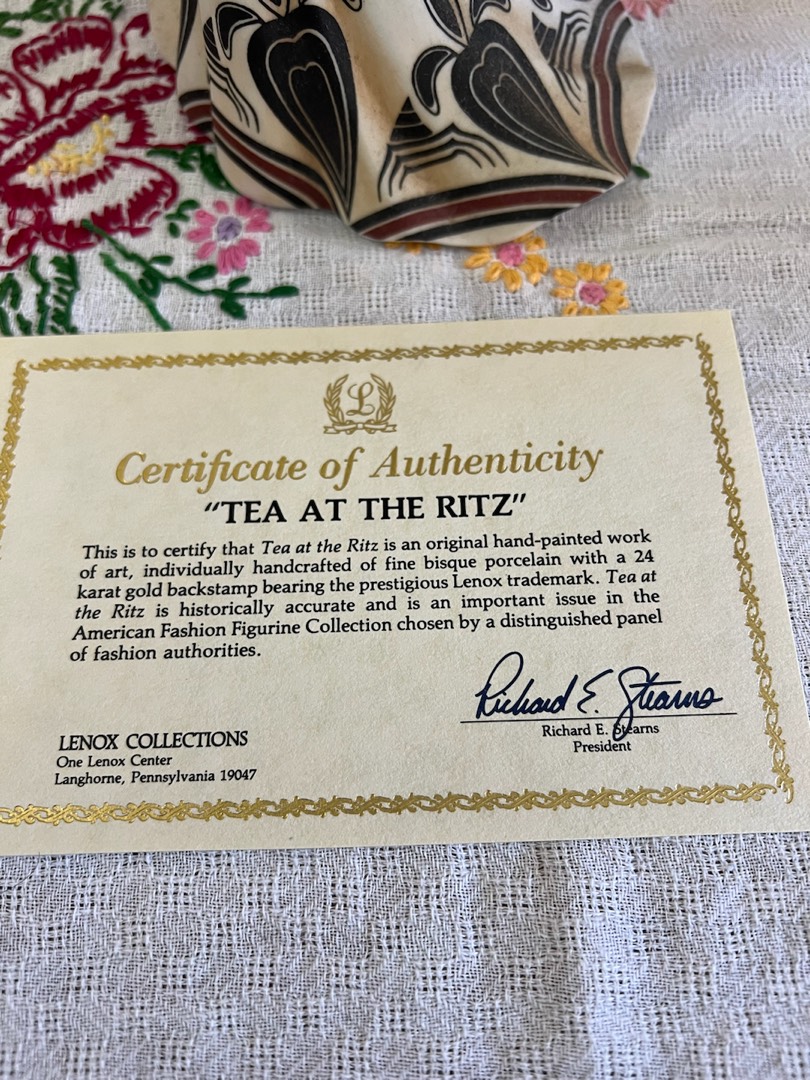 L
Certificate of Authenticity
"TEA AT THE RITZ"
This is to certify that Tea at the Ritz is an original hand-painted work
of art, individually handcrafted of fine bisque porcelain with a 24
karat gold backstamp bearing the prestigious Lenox trademark. Tea at
the Ritz is historically accurate and is an important issue in the
American Fashion Figurine Collection chosen by a distinguished panel
of fashion authorities.
Richard E. Stearns
Richard E. Stearns
President
LENOX COLLECTIONS
One Lenox Center
Langhorne, Pennsylvania 19047